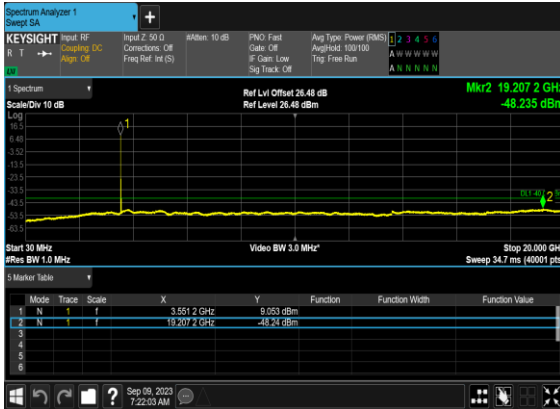 Spectrum Analyzer 1
Swept SA
+
KEYSIGHT Input: RF Input Z: 50 Ω #Atten: 10 dB PNO: Fast Avg Type: Power (RMS) 1 2 3 4 5 6
R T Coupling: DC Corrections: Off Gate: Off Avg|Hold: 100/100 A W W W W W
Align: Off Freq Ref: Int (S) IF Gain: Low Trig: Free Run
Sig Track: Off A N N N N N
1 Spectrum Ref Lvl Offset 26.48 dB Mkr2 19.207 2 GHz
Scale/Div 10 dB Ref Level 26.48 dBm -48.235 dBm
Log
16.5
6.48
-3.52
-13.5
-23.5
-33.5
-43.5
-53.5
-63.5
1
2
Start 30 MHz Video BW 3.0 MHz* Stop 20.000 GH
#Res BW 1.0 MHz Sweep 34.7 ms (40001 pts
5 Marker Table
Mode Trace Scale X Y Function Function Width Function Value
1 N 1 f 3.551 2 GHz 9.053 dBm
2 N 1 f 19.207 2 GHz -48.24 dBm
3
4
5
6
? Sep 09, 2023
7:22:03 AM